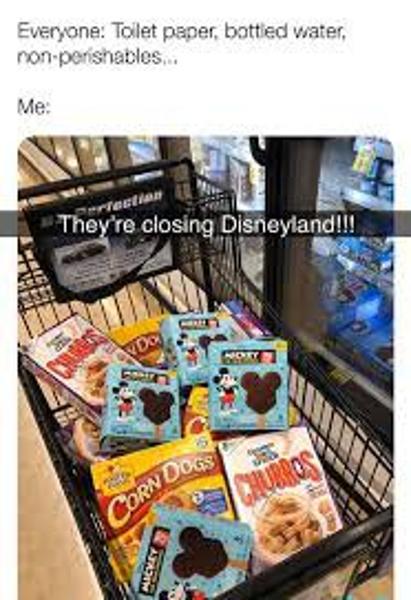 Everyone: Toilet paper, bottled water,
non-perishables...
Me:
They're closing Disneyland!!!
CHURROS
MICKEY
MICKEY
MICKEY
CORN DOGS
CHURROS
MICKEY